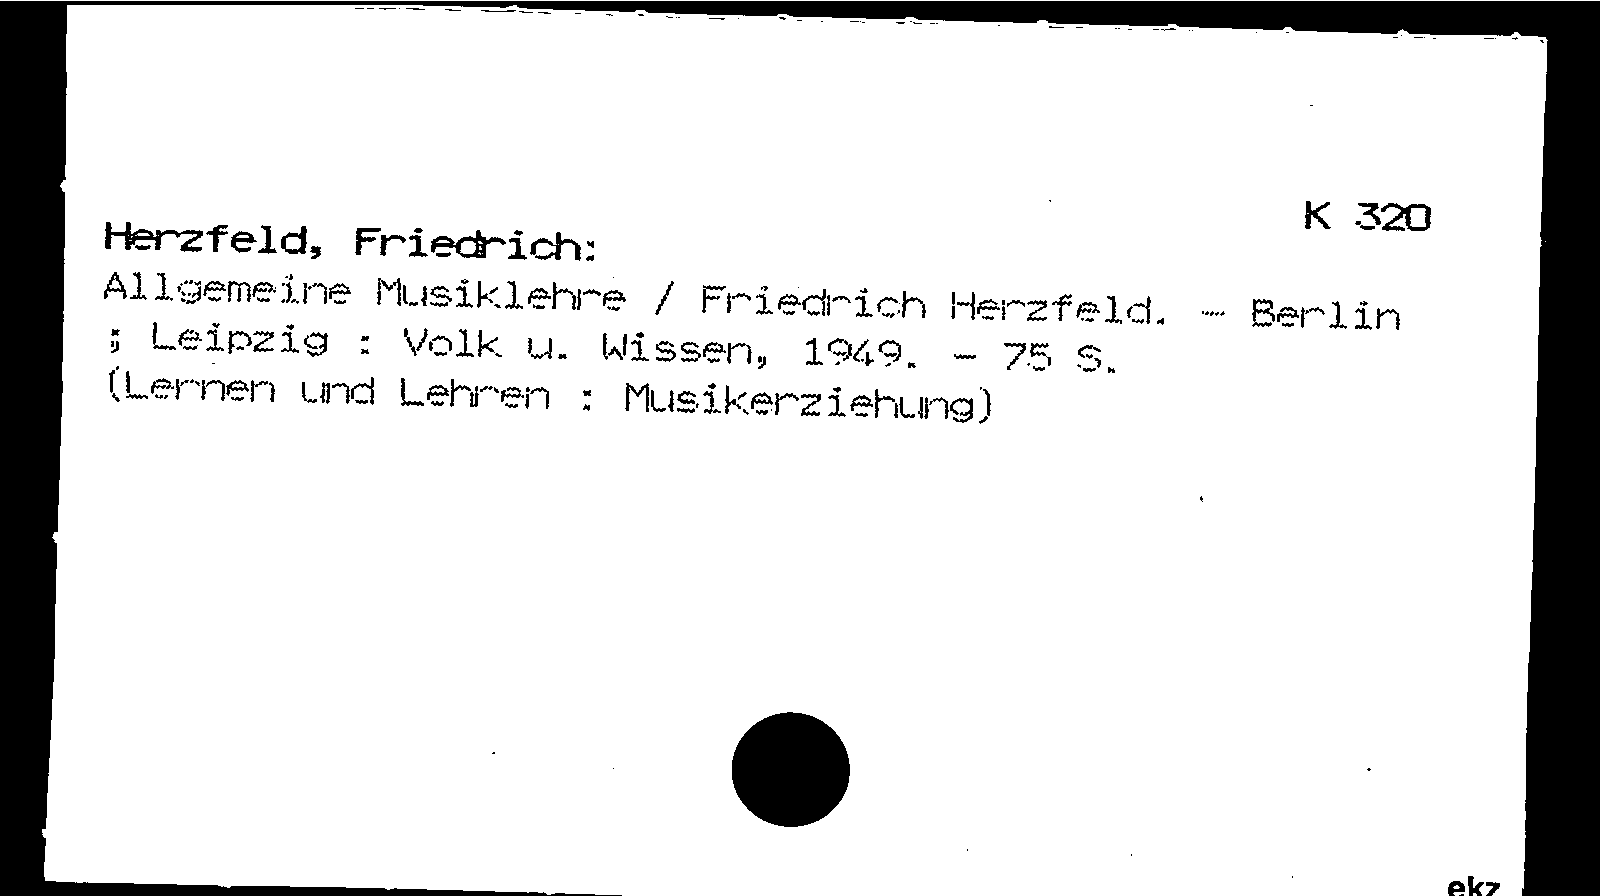 K 320
Herzfeld, Friedrich:
Allgemeine Musiklehre / Friedrich Herzfeld. - Berlin
; Leipzig : Volk u. Wissen, 1949. - 75 S.
(Lernen und Lehren : Musikerziehung)
ekz